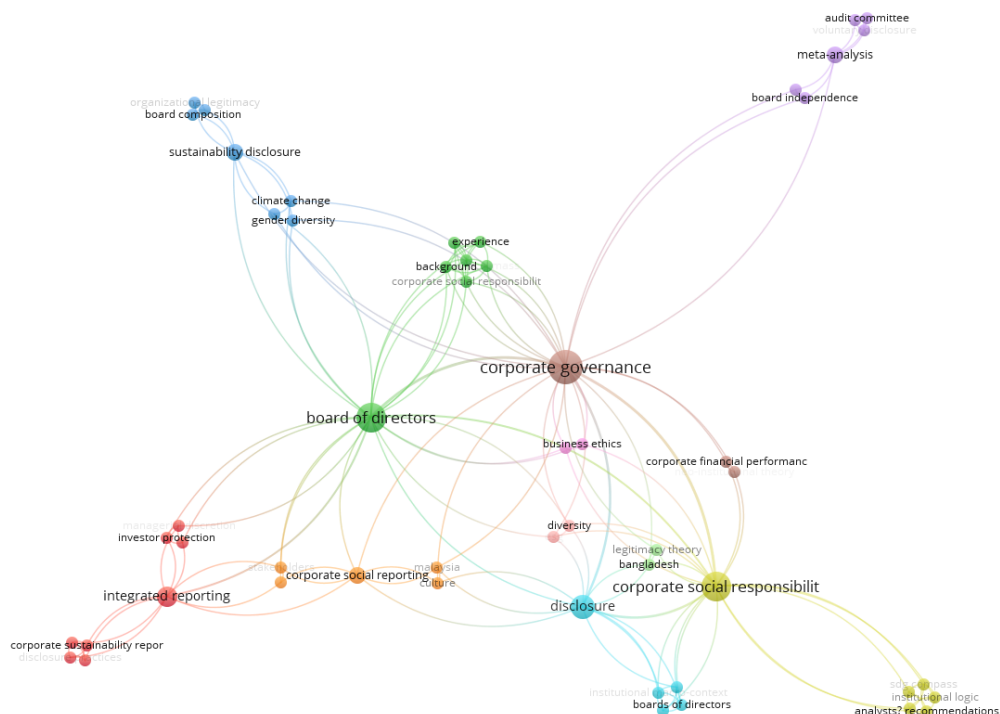 audit committee
voluntary disclosure
meta-analysis
board independence
organizational legitimacy
board composition
sustainability disclosure
climate change
gender diversity
experience
background
corporate social responsibilit
corporate governance
board of directors
business ethics
corporate financial performanc
diversity
managerial discretion
investor protection
legitimacy theory
bangladesh
stakeholders
corporate social reporting
malaysia
culture
integrated reporting
corporate social responsibilit
disclosure
corporate sustainability repor
disclosure practices
institutional
context
boards of directors
sdg compass
institutional logic
analysts? recommendations